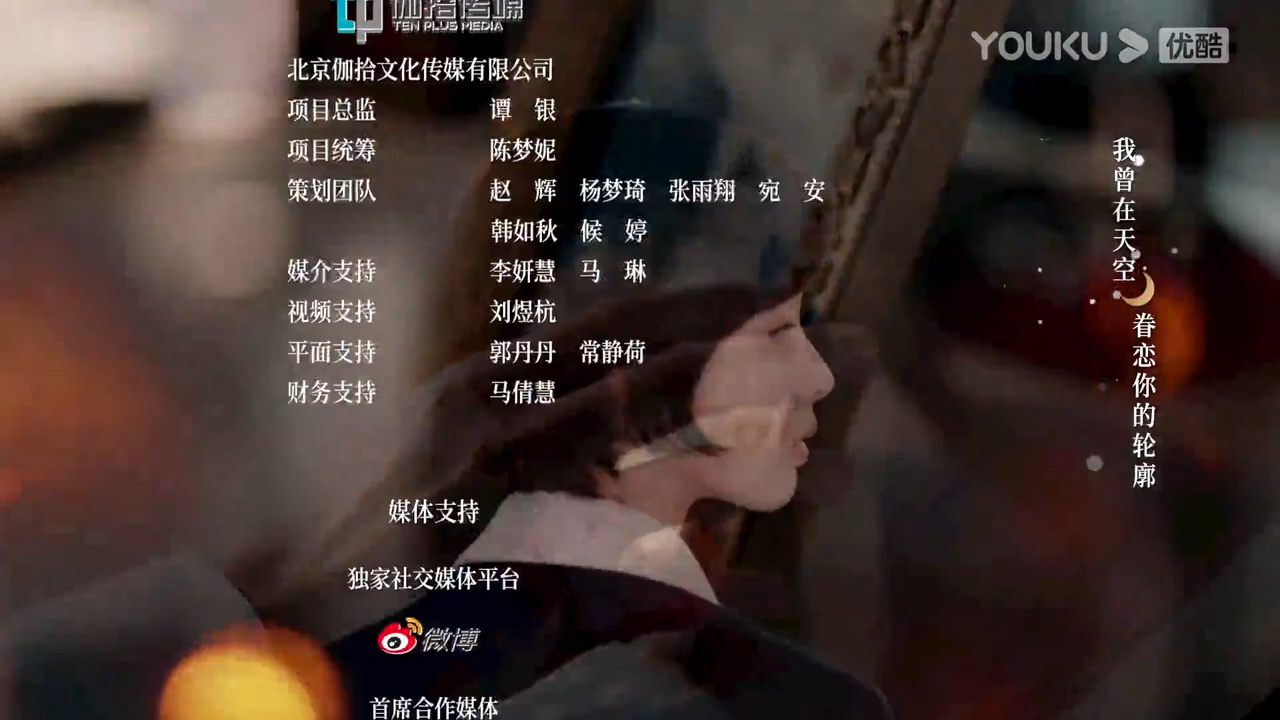 伽拾传媒
TEN PLUS MEDIA
YOUKU 优酷
北京伽拾文化传媒有限公司
项目总监 谭 银
项目统筹 陈梦妮
策划团队 赵 辉 杨梦琦 张雨翔 宛 安
韩如秋 候 婷
媒介支持 李妍慧 马 琳
视频支持 刘煜杭
平面支持 郭丹丹 常静荷
财务支持 马倩慧
媒体支持
独家社交媒体平台
微博
首席合作媒体
我曾在天空
眷恋你的轮廓